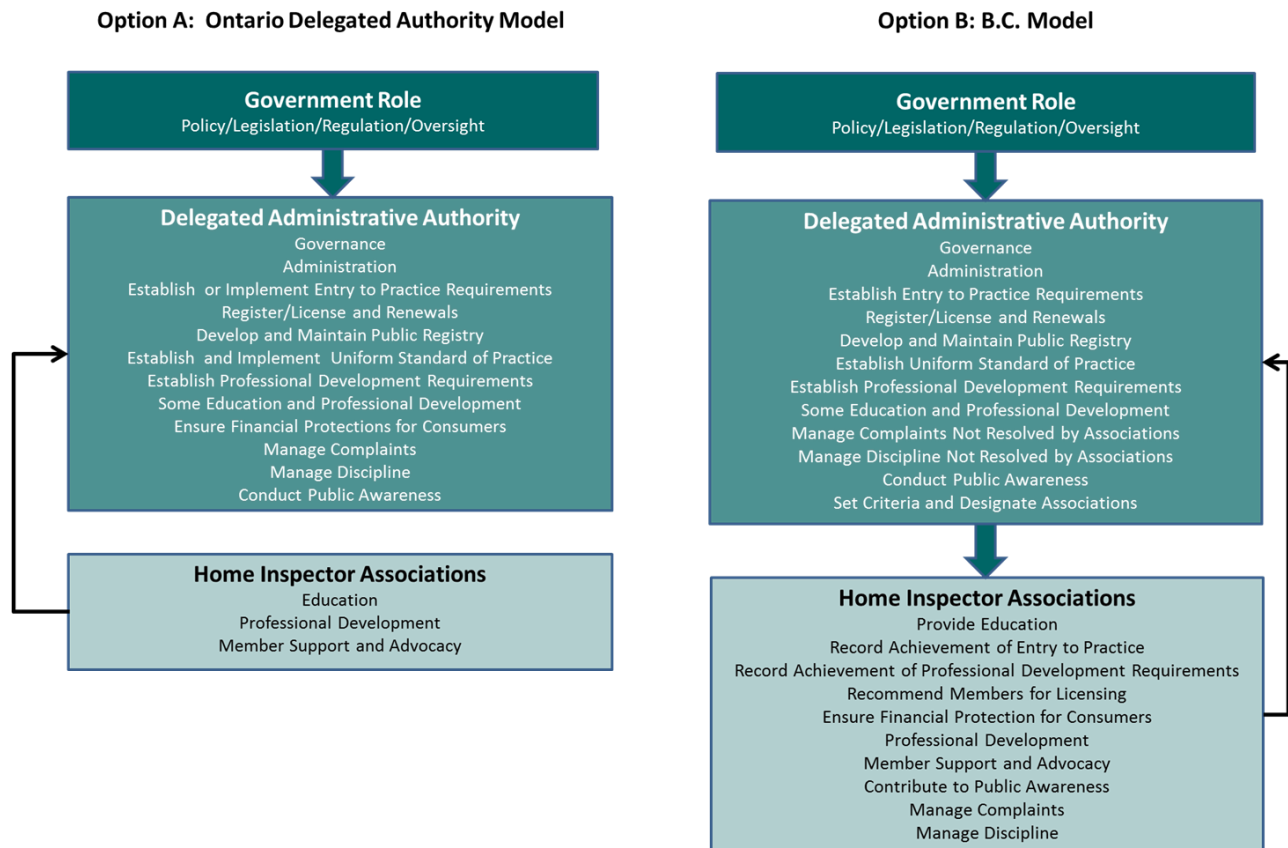 Option A: Ontario Delegated Authority Model
Government Role
Policy/Legislation/Regulation/Oversight
Delegated Administrative Authority
Governance
Administration
Establish or Implement Entry to Practice Requirements
Register/License and Renewals
Develop and Maintain Public Registry
Establish and Implement Uniform Standard of Practice
Establish Professional Development Requirements
Some Education and Professional Development
Ensure Financial Protections for Consumers
Manage Complaints
Manage Discipline
Conduct Public Awareness
Home Inspector Associations
Education
Professional Development
Member Support and Advocacy
Option B: B.C. Model
Government Role
Policy/Legislation/Regulation/Oversight
Delegated Administrative Authority
Governance
Administration
Establish Entry to Practice Requirements
Register/License and Renewals
Develop and Maintain Public Registry
Establish Uniform Standard of Practice
Establish Professional Development Requirements
Some Education and Professional Development
Manage Complaints Not Resolved by Associations
Manage Discipline Not Resolved by Associations
Conduct Public Awareness
Set Criteria and Designate Associations
Home Inspector Associations
Provide Education
Record Achievement of Entry to Practice
Record Achievement of Professional Development Requirements
Recommend Members for Licensing
Ensure Financial Protection for Consumers
Professional Development
Member Support and Advocacy
Contribute to Public Awareness
Manage Complaints
Manage Discipline